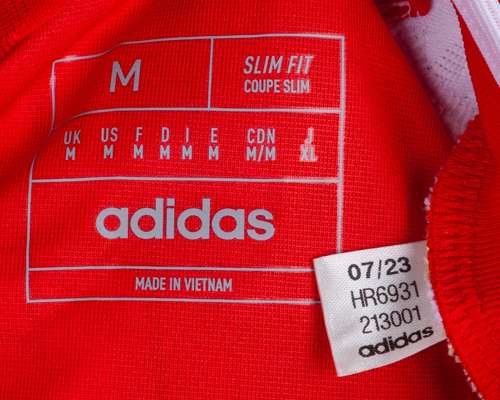 M
SLIM FIT
COUPE SLIM
UK US F D I E CDN J
M M M M M M M/M XL
adidas
MADE IN VIETNAM
07/23
HR6931
213001
adidas